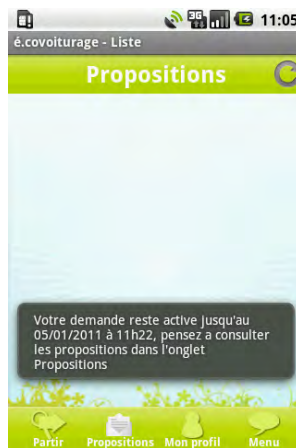 3G 11:05
é.covoiturage - Liste
Propositions
Votre demande reste active jusqu'au
05/01/2011 à 11h22, pensez a consulter
les propositions dans l'onglet
Propositions
Partir Propositions Mon profil Menu